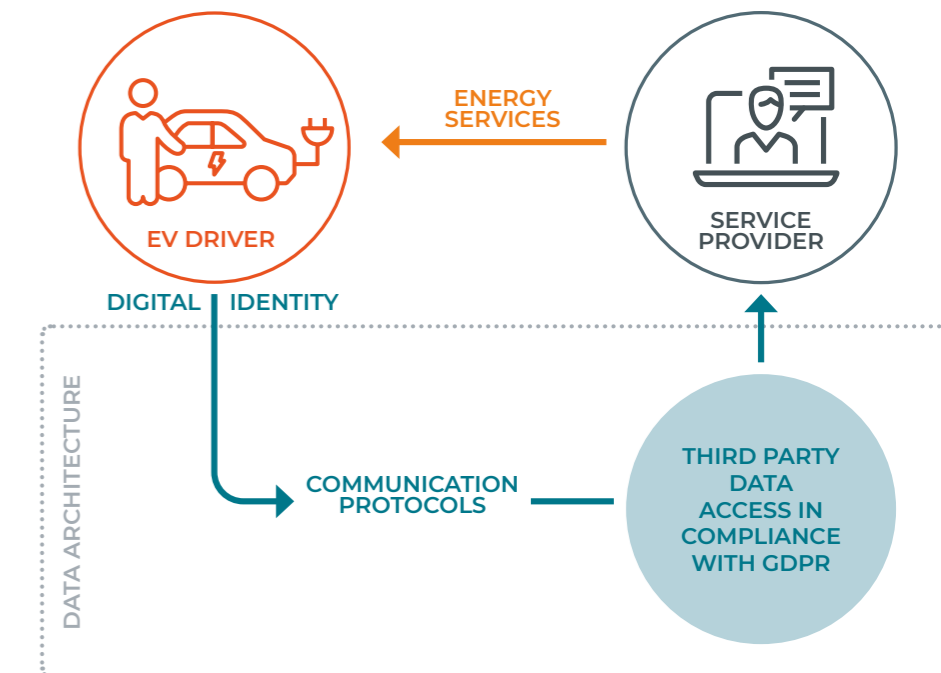 ENERGY
SERVICES
EV DRIVER
SERVICE
PROVIDER
DIGITAL IDENTITY
DATA ARCHITECTURE
COMMUNICATION
PROTOCOLS
THIRD PARTY
DATA
ACCESS IN
COMPLIANCE
WITH GDPR